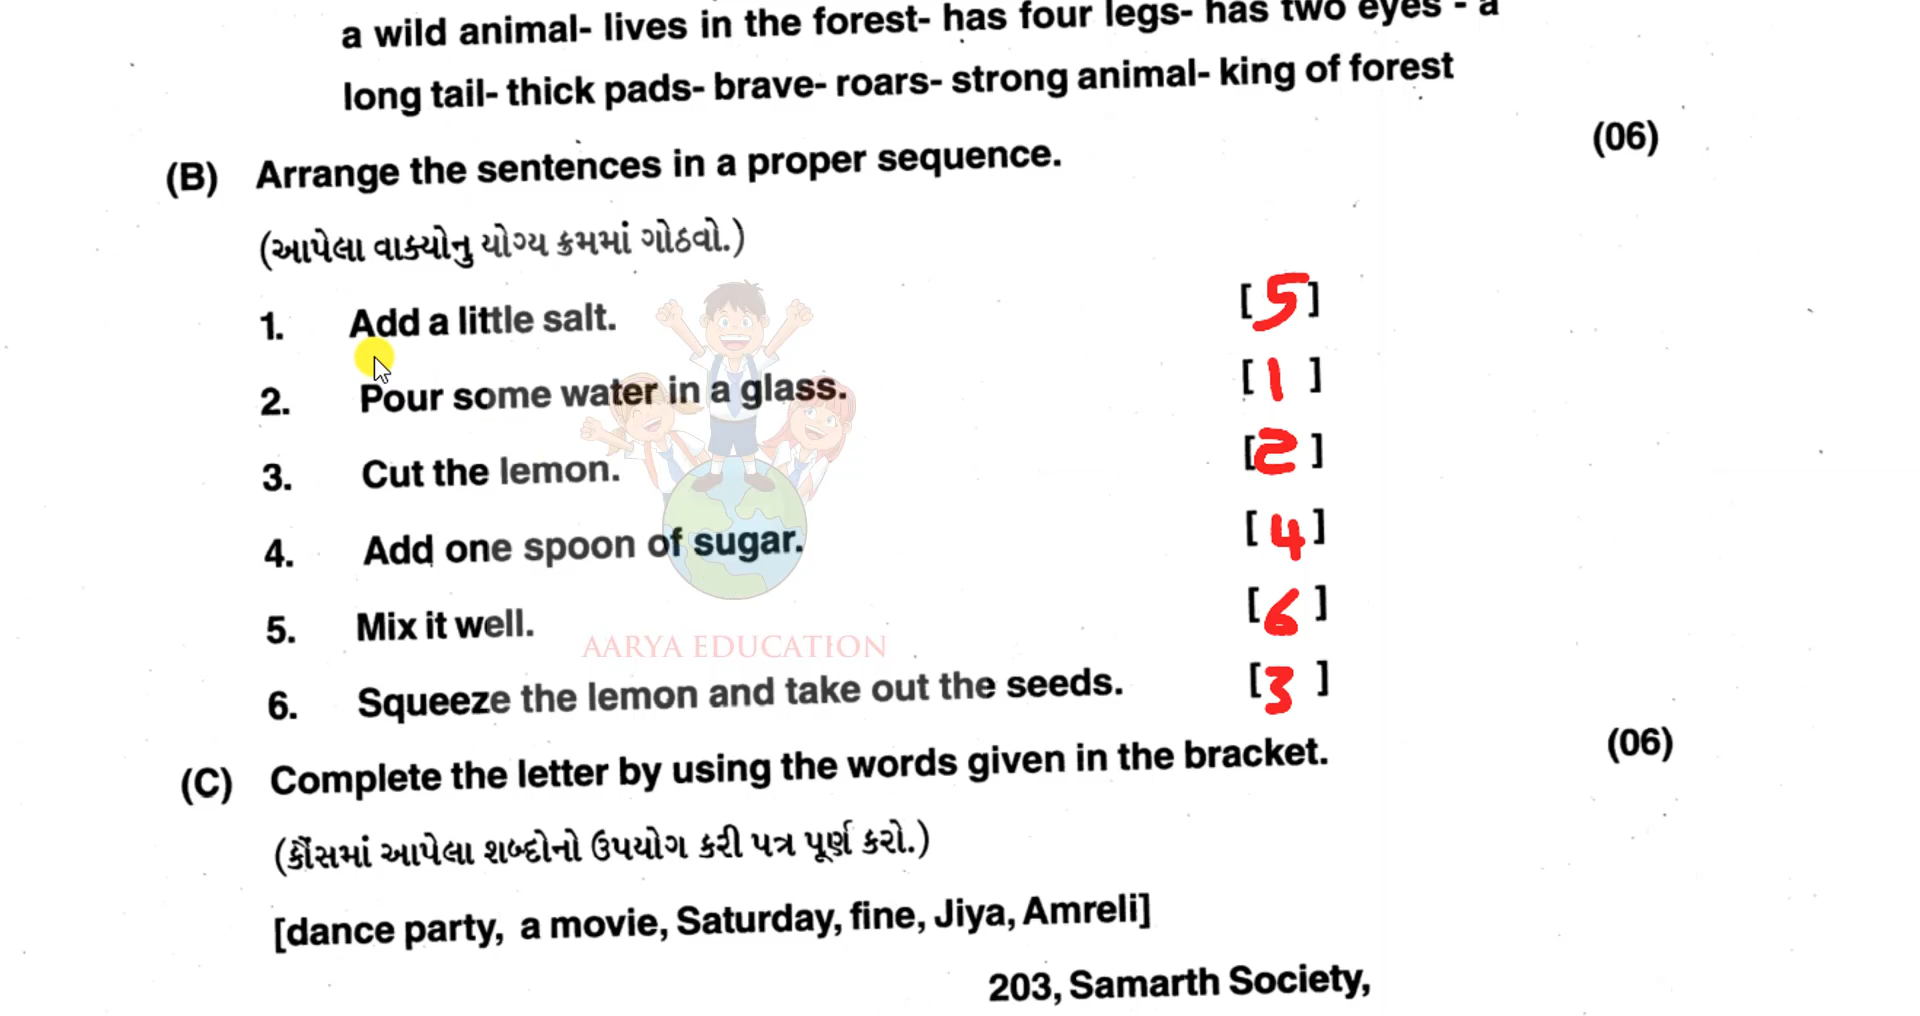 a wild animal- lives in the forest- has four legs- has two eyes - a
long tail- thick pads- brave- roars- strong animal- king of forest
(B) Arrange the sentences in a proper sequence. (06)
(આપેલા વાક્યોનુ યોગ્ય ક્રમમાં ગોઠવો.)
1. Add a little salt. [5]
2. Pour some water in a glass. [1]
3. Cut the lemon. [2]
4. Add one spoon of sugar. [4]
5. Mix it well. [6]
AARYA EDUCATION
6. Squeeze the lemon and take out the seeds. [3]
(C) Complete the letter by using the words given in the bracket. (06)
(કૌંસમાં આપેલા શબ્દોનો ઉપયોગ કરી પત્ર પૂર્ણ કરો.)
[dance party, a movie, Saturday, fine, Jiya, Amreli]
203, Samarth Society,